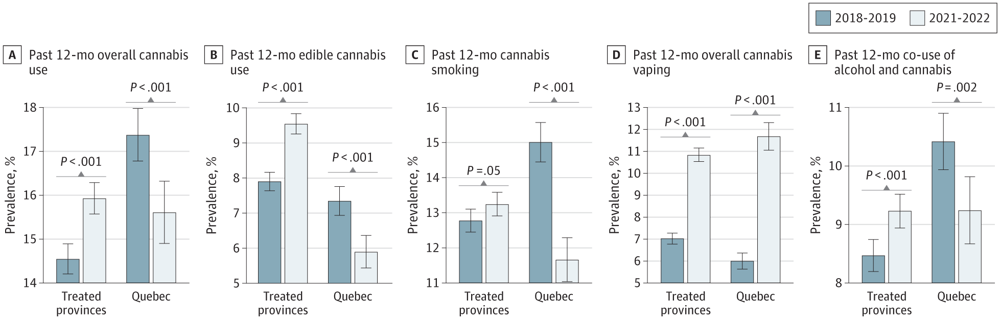 2018-2019 2021-2022
A Past 12-mo overall cannabis
use
P < .001
P < .001
18
17
16
15
14
Prevalence, %
Treated
provinces
Quebec
B Past 12-mo edible cannabis
use
P < .001
P < .001
10
9
8
7
6
5
Prevalence, %
Treated
provinces
Quebec
C Past 12-mo cannabis
smoking
P < .001
P = .05
16
15
14
13
12
11
Prevalence, %
Treated
provinces
Quebec
D Past 12-mo overall cannabis
vaping
P < .001
P < .001
13
12
11
10
9
8
7
6
5
Prevalence, %
Treated
provinces
Quebec
E Past 12-mo co-use of
alcohol and cannabis
P = .002
P < .001
11
10
9
8
Prevalence, %
Treated
provinces
Quebec